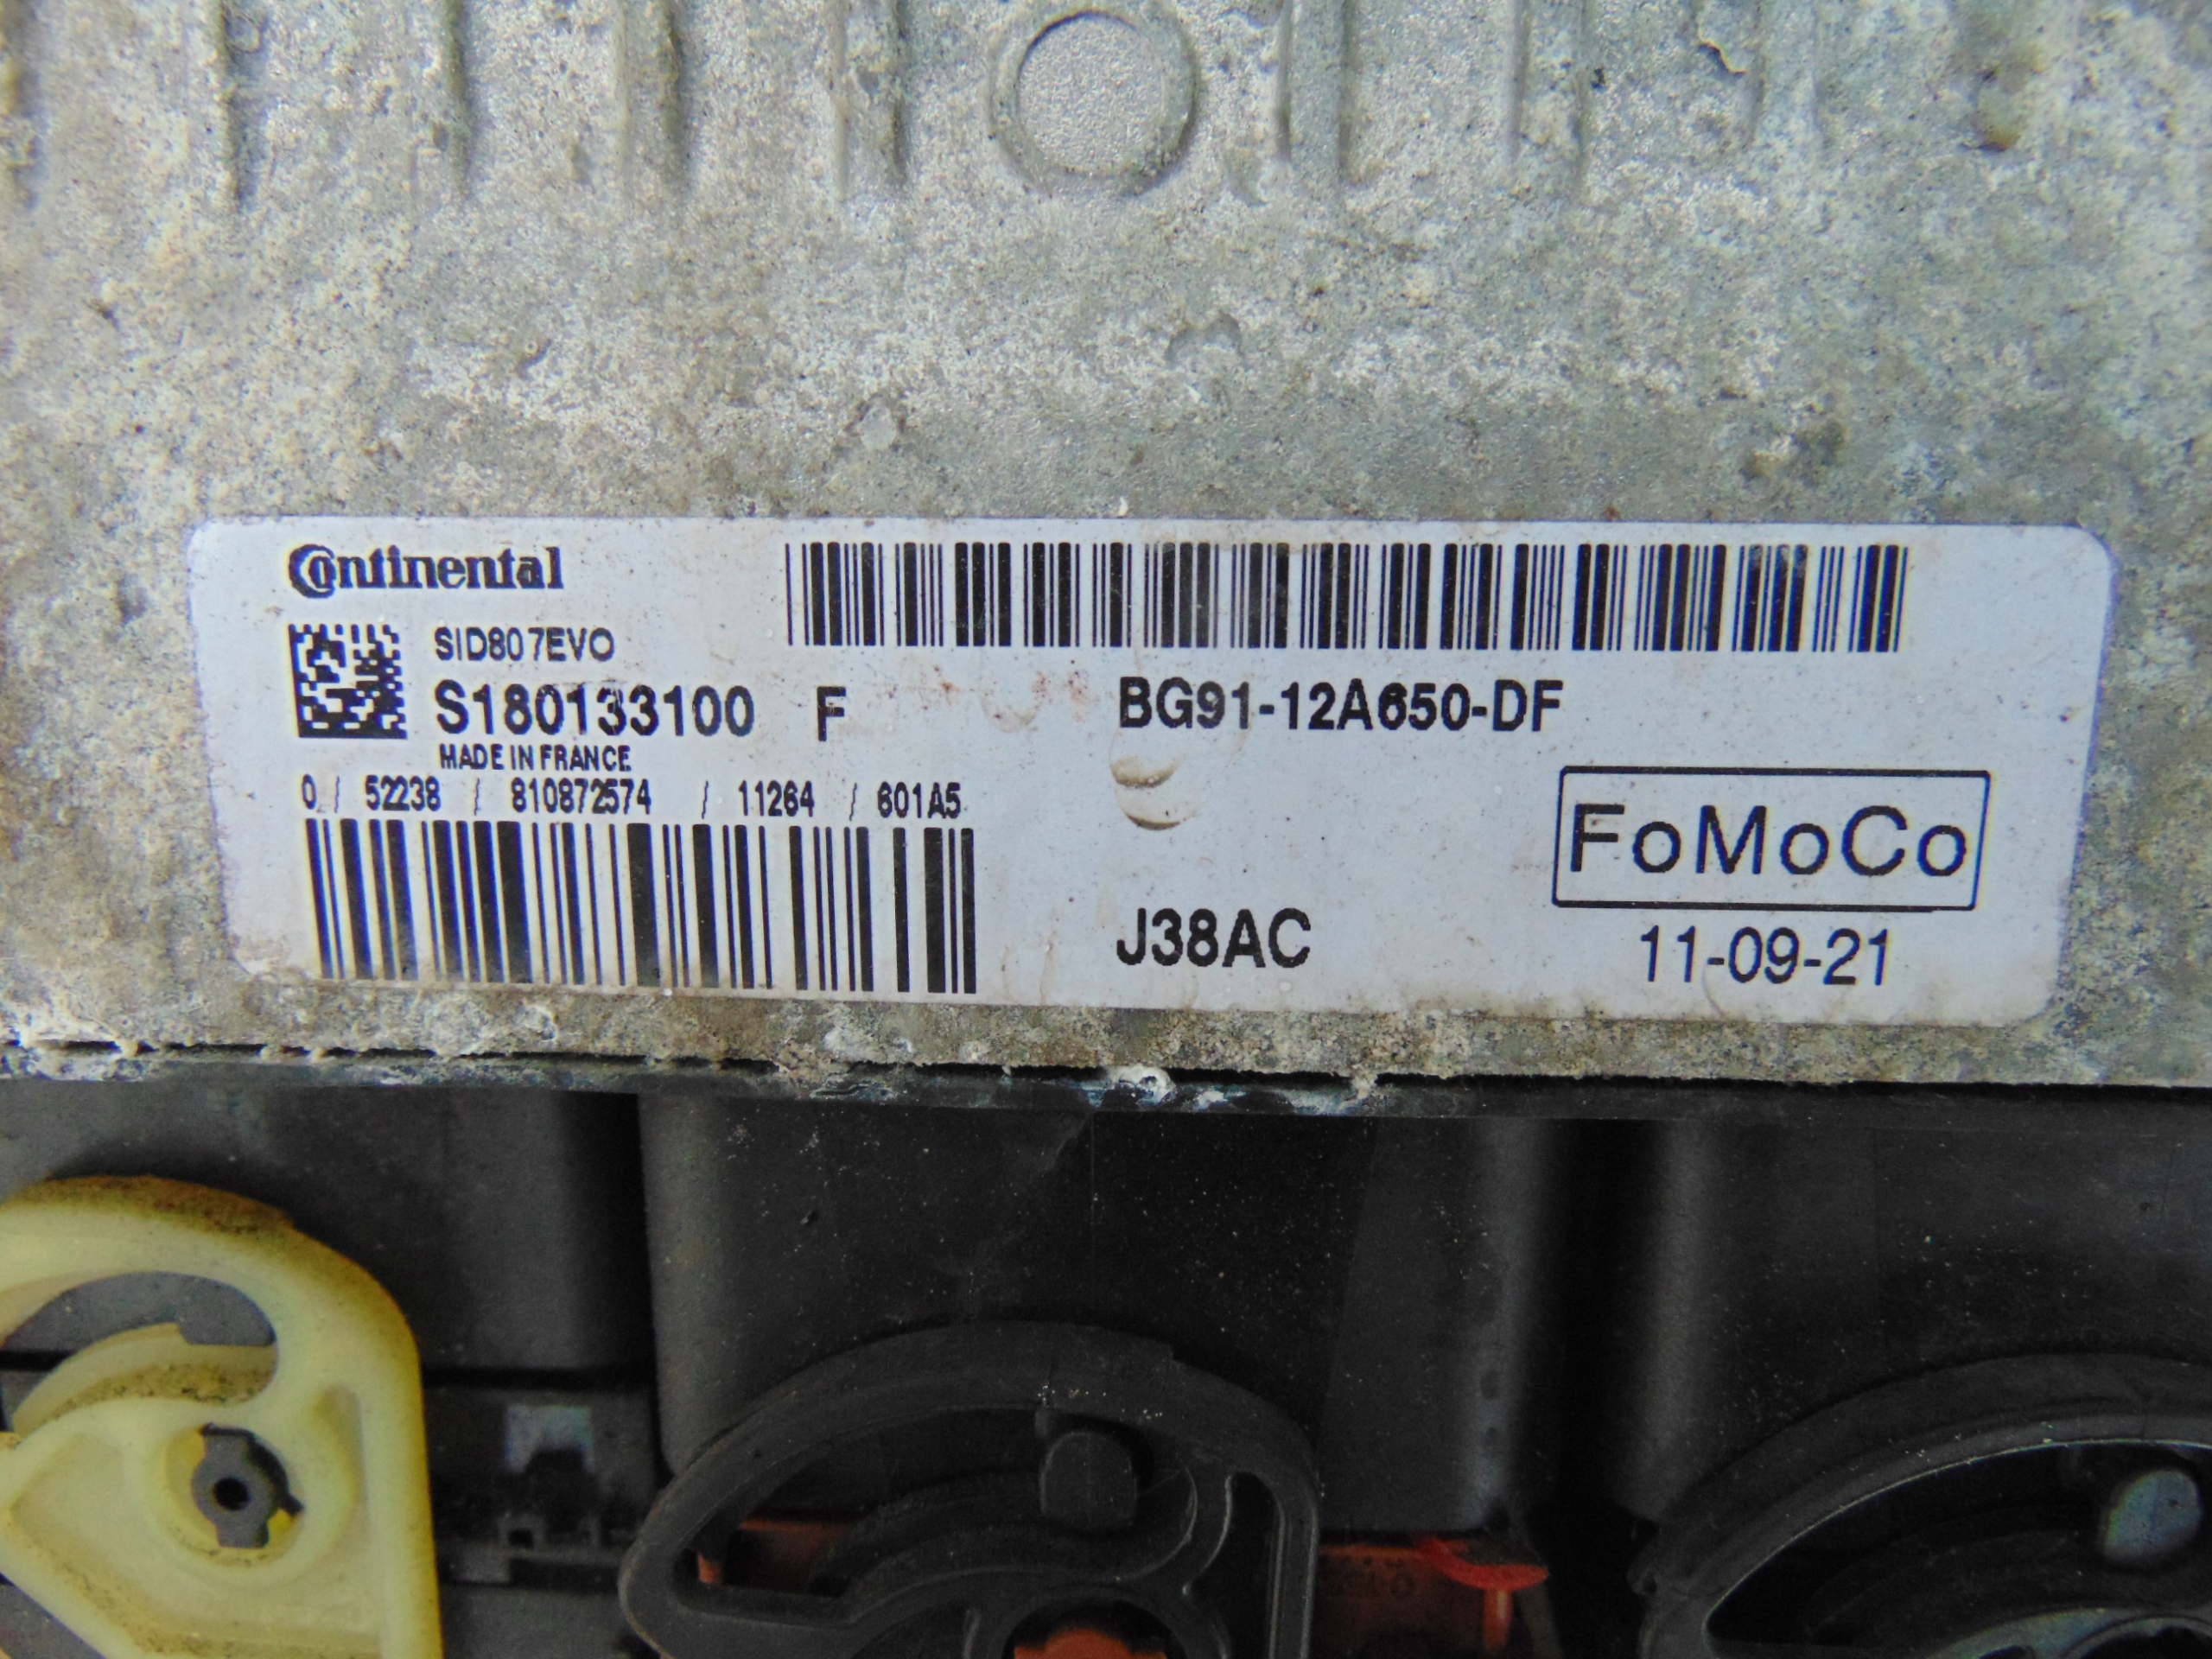 Continental
SID807EVO
S180133100 F
MADE IN FRANCE
0 / 52238 / 810872574 / 11264 / 601A5
BG91-12A650-DF
FoMoCo
J38AC
11-09-21